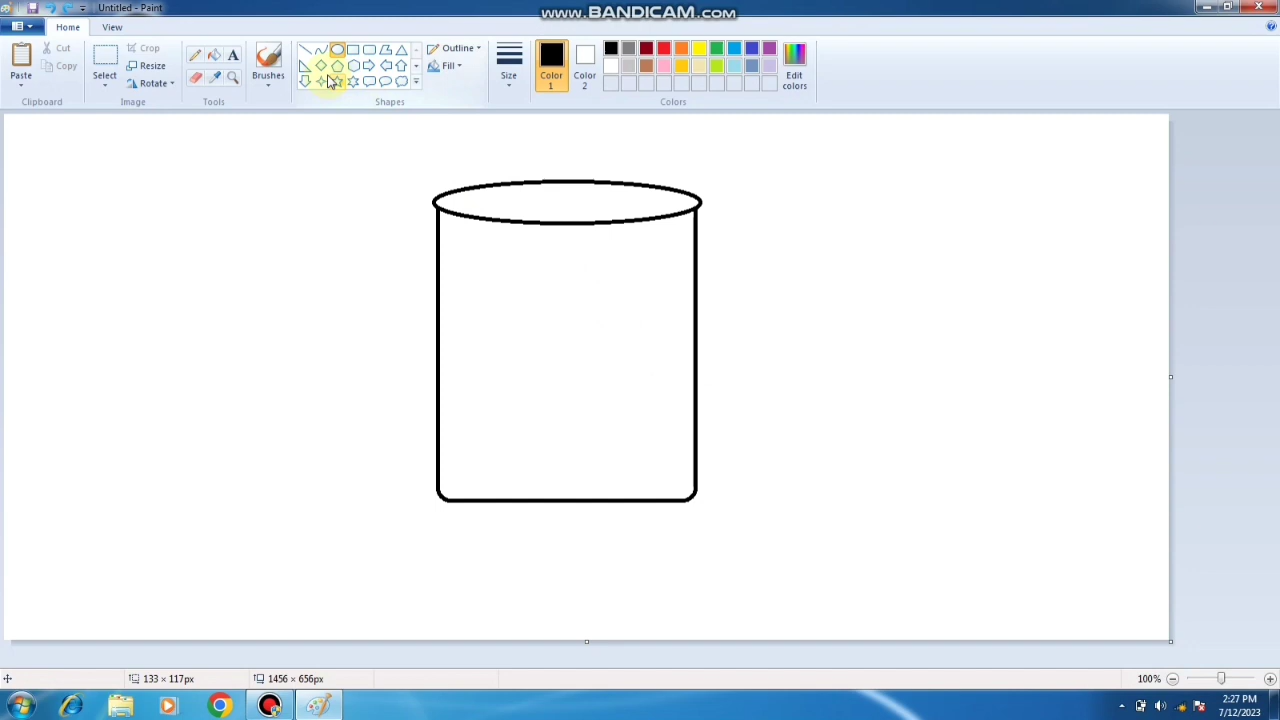 Untitled - Paint
www.BANDICAM.com
Home
View
Paste
Cut
Copy
Clipboard
Select
Crop
Resize
Rotate
Image
A
Tools
Brushes
Outline
Fill
Shapes
Size
Color
1
Color
2
Edit
colors
Colors
133 × 117px
1456 × 656px
100%
2:27 PM
7/12/2023